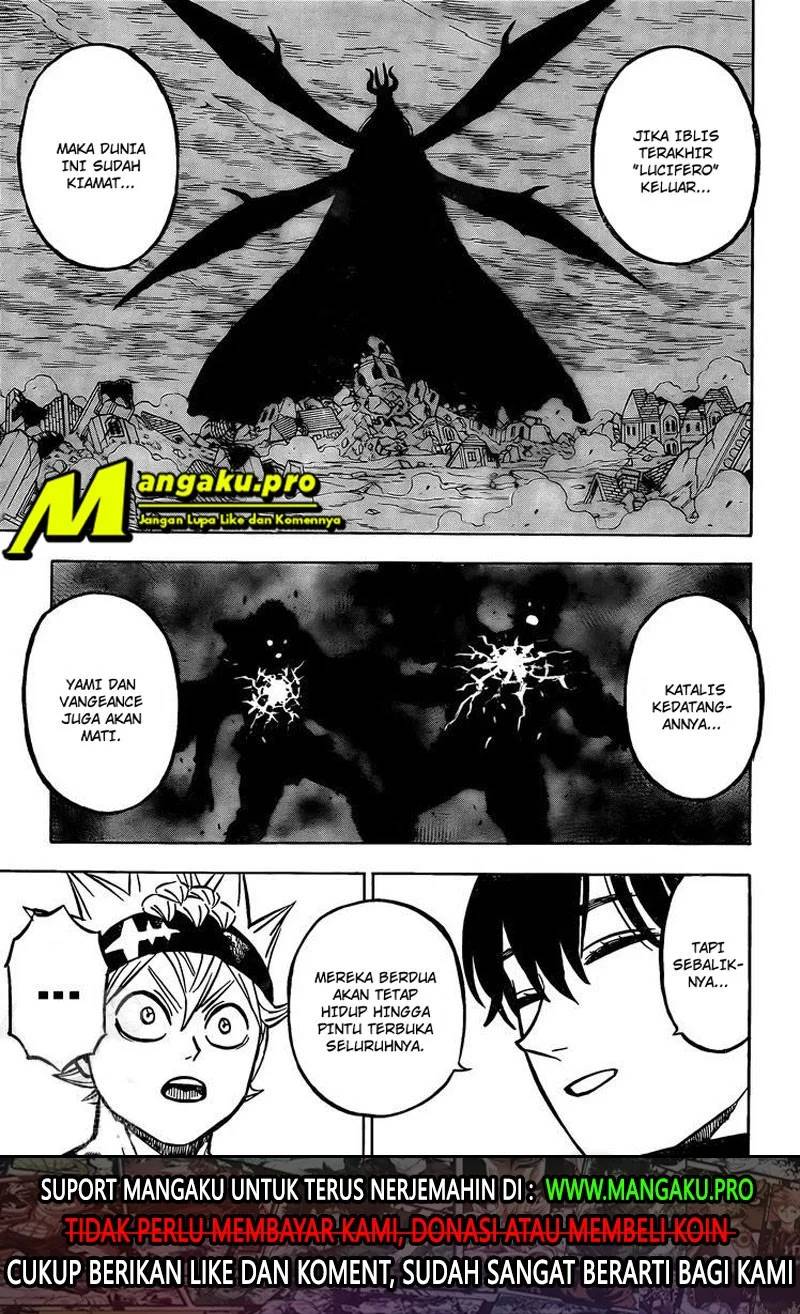 JIKA IBLIS
TERAKHIR
"LUCIFERO"
KELUAR...
MAKA DUNIA
INI SUDAH
KIAMAT...
Mangaku.pro
Jangan Lupa Like dan Komennya
KATALIS
KEDATANG-
ANNYA...
YAMI DAN
VANGEANCE
JUGA AKAN
MATI.
TAPI
SEBALIK-
NYA...
MEREKA BERDUA
AKAN TETAP
HIDUP HINGGA
PINTU TERBUKA
SELURUHNYA.
...
SUPORT MANGAKU UNTUK TERUS NERJEMAHIN DI : WWW.MANGAKU.PRO
TIDAK PERLU MEMBAYAR KAMI, DONASI ATAU MEMBELI KOIN
CUKUP BERIKAN LIKE DAN KOMENT, SUDAH SANGAT BERARTI BAGI KAMI